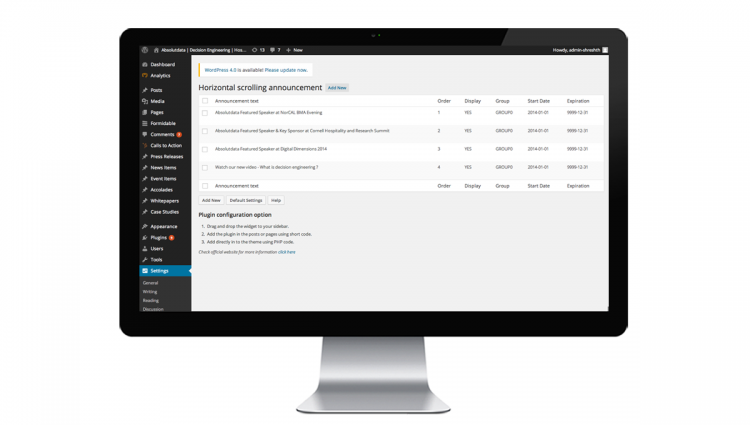 Absolutdata | Decision Engineering | Hos... 13 7 + New Howdy, admin-shreshth
Dashboard
Analytics
Posts
Media
Pages
Formidable
Comments
Calls to Action
Press Releases
News Items
Event Items
Accolades
Whitepapers
Case Studies
Appearance
Plugins
Users
Tools
Settings
General
Writing
Reading
Discussion
WordPress 4.0 is available! Please update now.
Horizontal scrolling announcement Add New
Announcement text Order Display Group Start Date Expiration
Absolutdata Featured Speaker at NorCAL BMA Evening 1 YES GROUP0 2014-01-01 9999-12-31
Absolutdata Featured Speaker & Key Sponsor at Cornell Hospitality and Research Summit 2 YES GROUP0 2014-01-01 9999-12-31
Absolutdata Featured Speaker at Digital Dimensions 2014 3 YES GROUP0 2014-01-01 9999-12-31
Watch our new video - What is decision engineering ? 4 YES GROUP0 2014-01-01 9999-12-31
Announcement text Order Display Group Start Date Expiration
Add New Default Settings Help
Plugin configuration option
1. Drag and drop the widget to your sidebar.
2. Add the plugin in the posts or pages using short code.
3. Add directly in to the theme using PHP code.
Check official website for more information click here